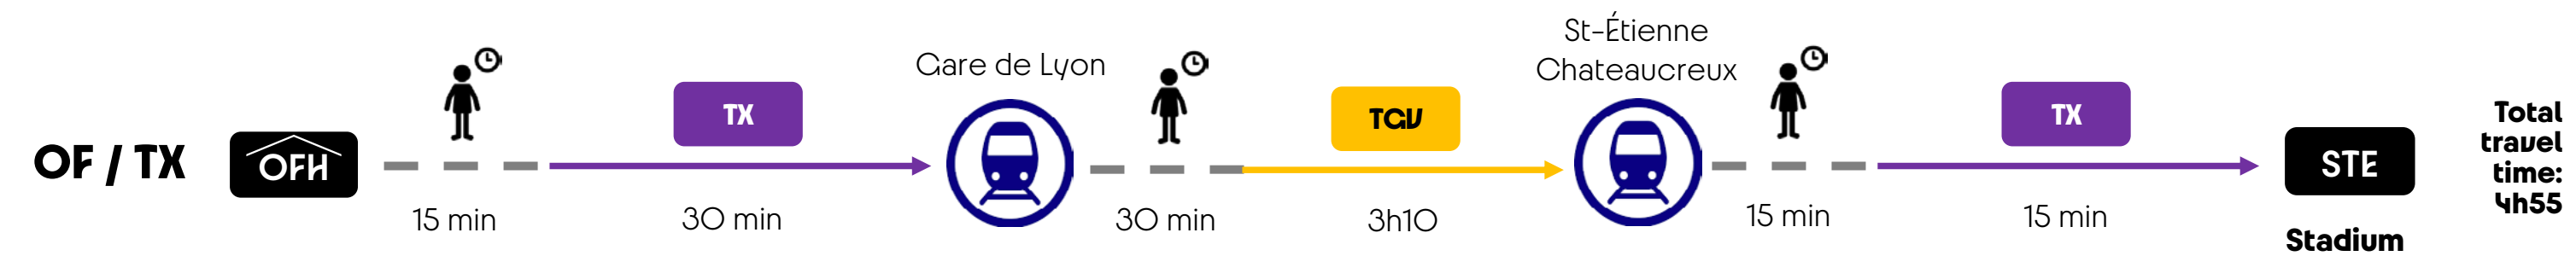 OF / TX
OFH
15 min
TX
30 min
Gare de Lyon
30 min
TGV
3h10
St-Étienne
Chateaucreux
15 min
TX
15 min
STE
Stadium
Total
travel
time:
4h55